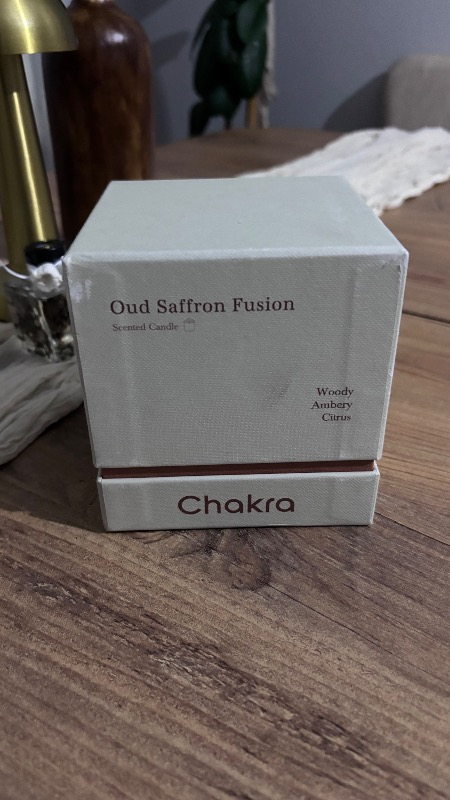 Oud Saffron Fusion
Scented Candle
Woody
Ambery
Citrus
Chakra